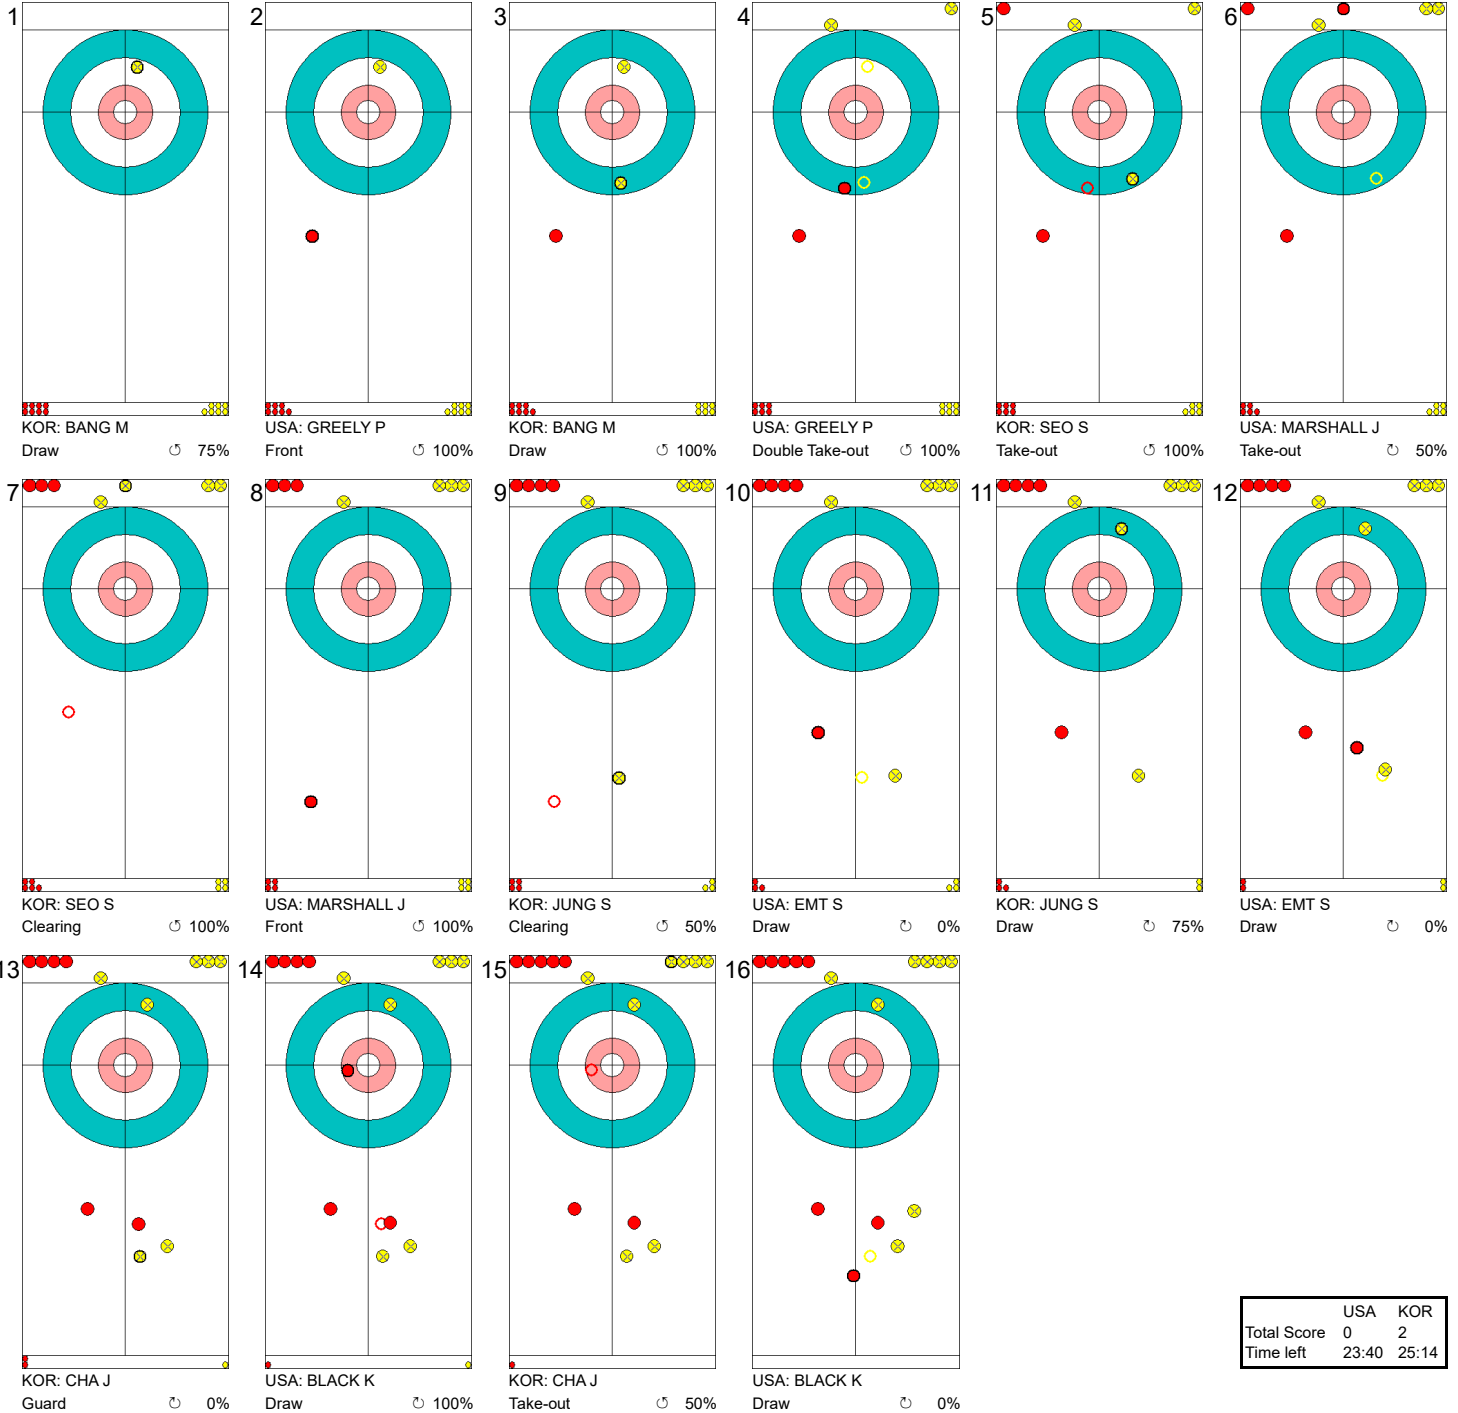 1 2 3 4 5 6
KOR: BANG M USA: GREELY P KOR: BANG M USA: GREELY P KOR: SEO S USA: MARSHALL J
Draw ↺ 75% Front ↺ 100% Draw ↺ 100% Double Take-out ↺ 100% Take-out ↺ 100% Take-out ↻ 50%
7 8 9 10 11 12
KOR: SEO S USA: MARSHALL J KOR: JUNG S USA: EMT S KOR: JUNG S USA: EMT S
Clearing ↺ 100% Front ↺ 100% Clearing ↺ 50% Draw ↻ 0% Draw ↻ 75% Draw ↻ 0%
13 14 15 16
KOR: CHA J USA: BLACK K KOR: CHA J USA: BLACK K
Guard ↻ 0% Draw ↻ 100% Take-out ↻ 50% Draw ↻ 0%
USA KOR
Total Score 0 2
Time left 23:40 25:14